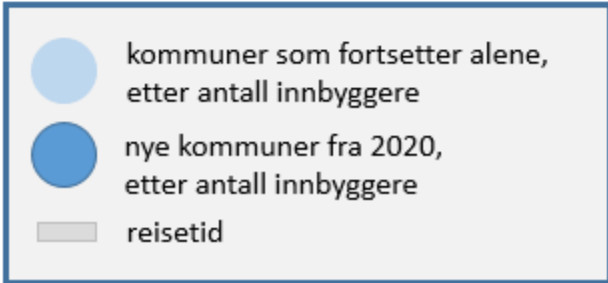 kommuner som fortsetter alene,
etter antall innbyggere
nye kommuner fra 2020,
etter antall innbyggere
reisetid